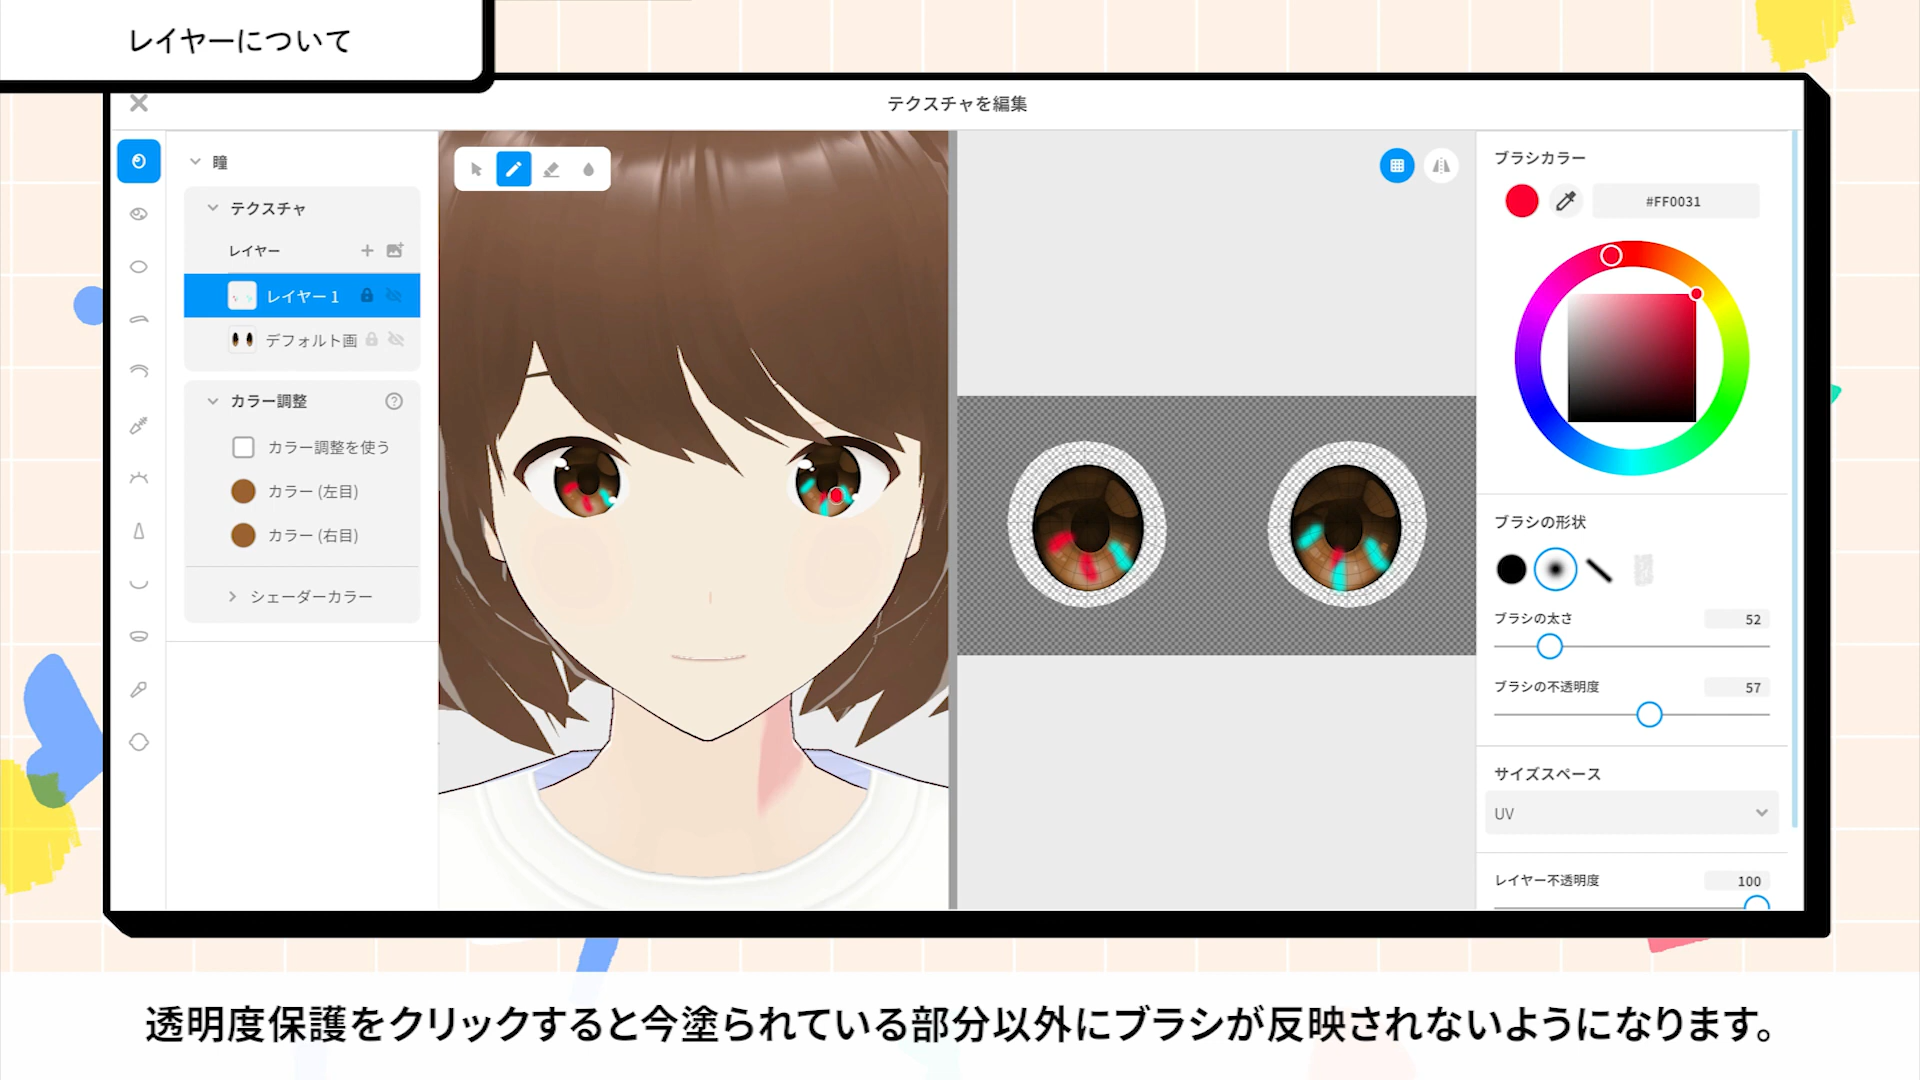 レイヤーについて
テクスチャを編集
瞳
テクスチャ
レイヤー
レイヤー 1
デフォルト画
カラー調整
カラー調整を使う
カラー (左目)
カラー (右目)
シェーダーカラー
ブラシカラー
#FF0031
ブラシの形状
ブラシの太さ 52
ブラシの不透明度 57
サイズスペース
UV
レイヤー不透明度 100
透明度保護をクリックすると今塗られている部分以外にブラシが反映されないようになります。